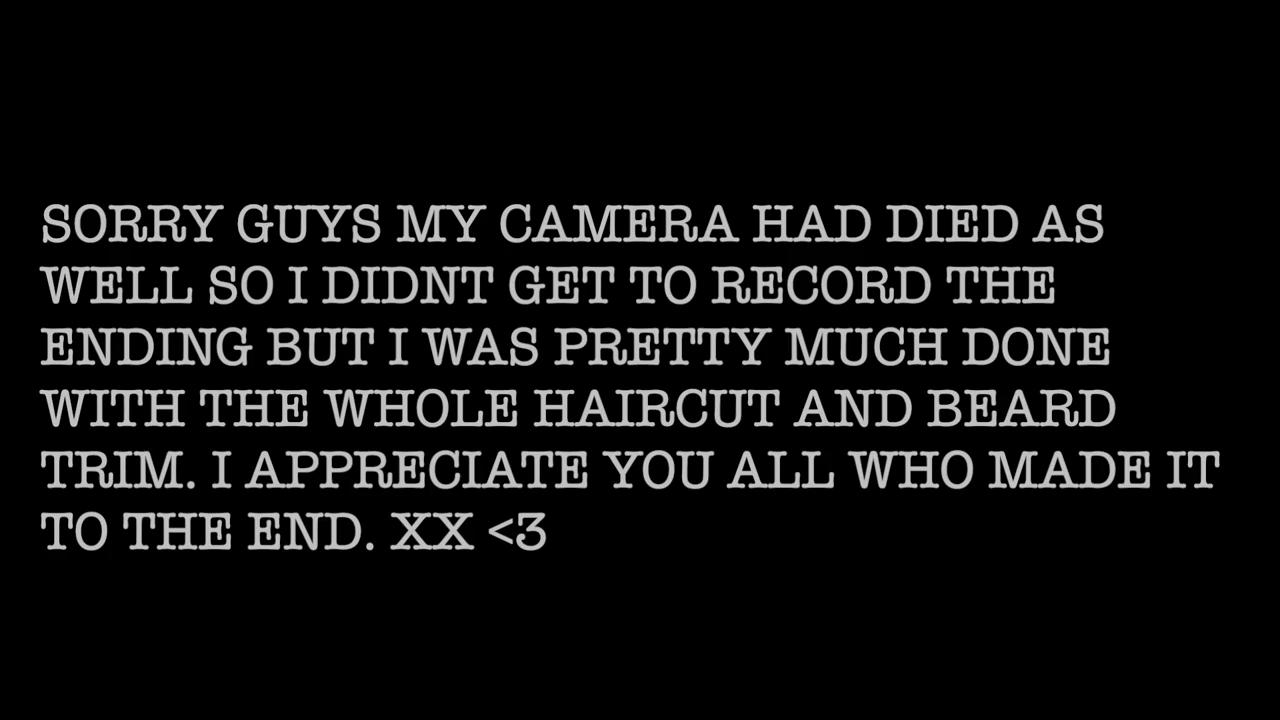 SORRY GUYS MY CAMERA HAD DIED AS
WELL SO I DIDNT GET TO RECORD THE
ENDING BUT I WAS PRETTY MUCH DONE
WITH THE WHOLE HAIRCUT AND BEARD
TRIM. I APPRECIATE YOU ALL WHO MADE IT
TO THE END. XX <3